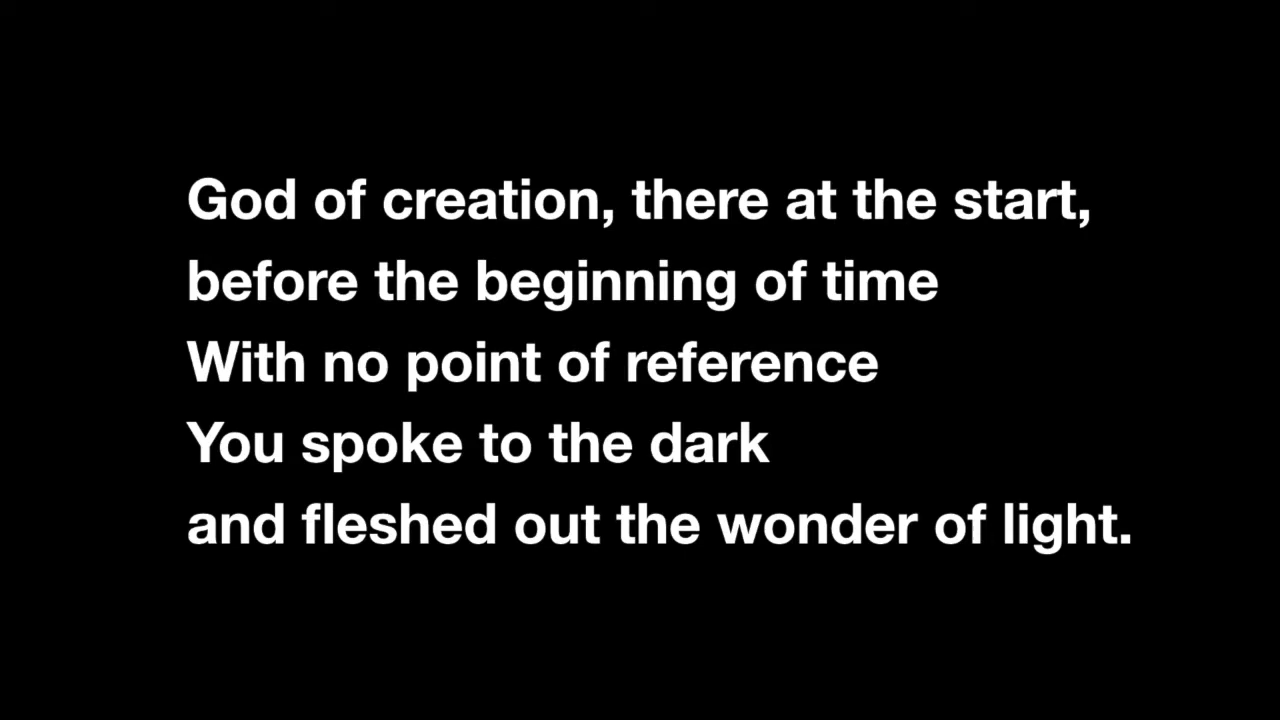 God of creation, there at the start,
before the beginning of time
With no point of reference
You spoke to the dark
and fleshed out the wonder of light.